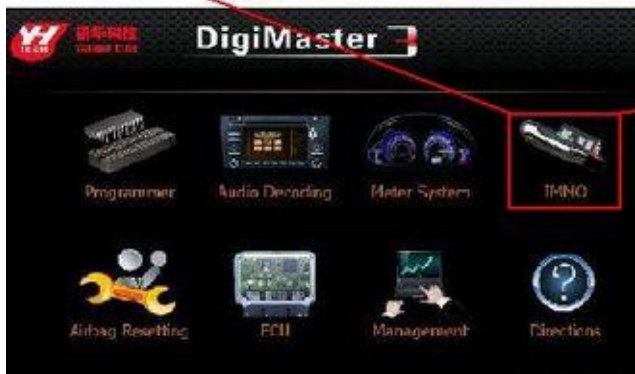 DigiMaster 3
Programmer
Audio Decoding
Meter System
IMMO
Airbag Resetting
ECU
Management
Directions